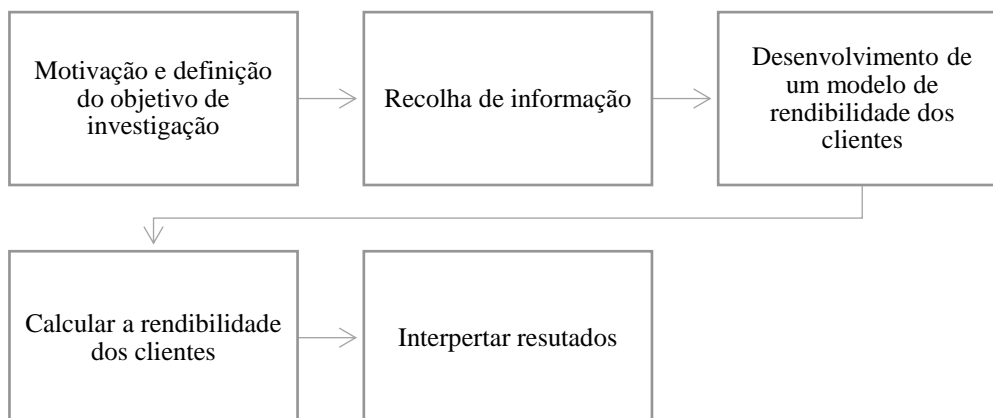 Motivação e definição
do objetivo de
investigação
Recolha de informação
Desenvolvimento de
um modelo de
rendibilidade dos
clientes
Calcular a rendibilidade
dos clientes
Interpertar resutados